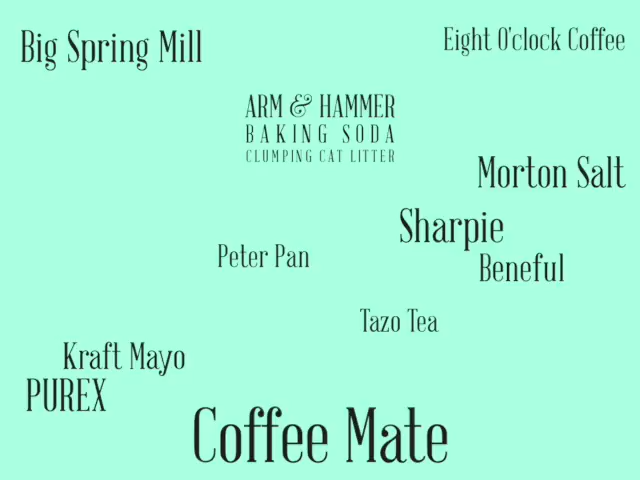 Big Spring Mill
Eight O'clock Coffee
ARM & HAMMER
BAKING SODA
CLUMPING CAT LITTER
Morton Salt
Sharpie
Peter Pan
Beneful
Tazo Tea
Kraft Mayo
PUREX
Coffee Mate